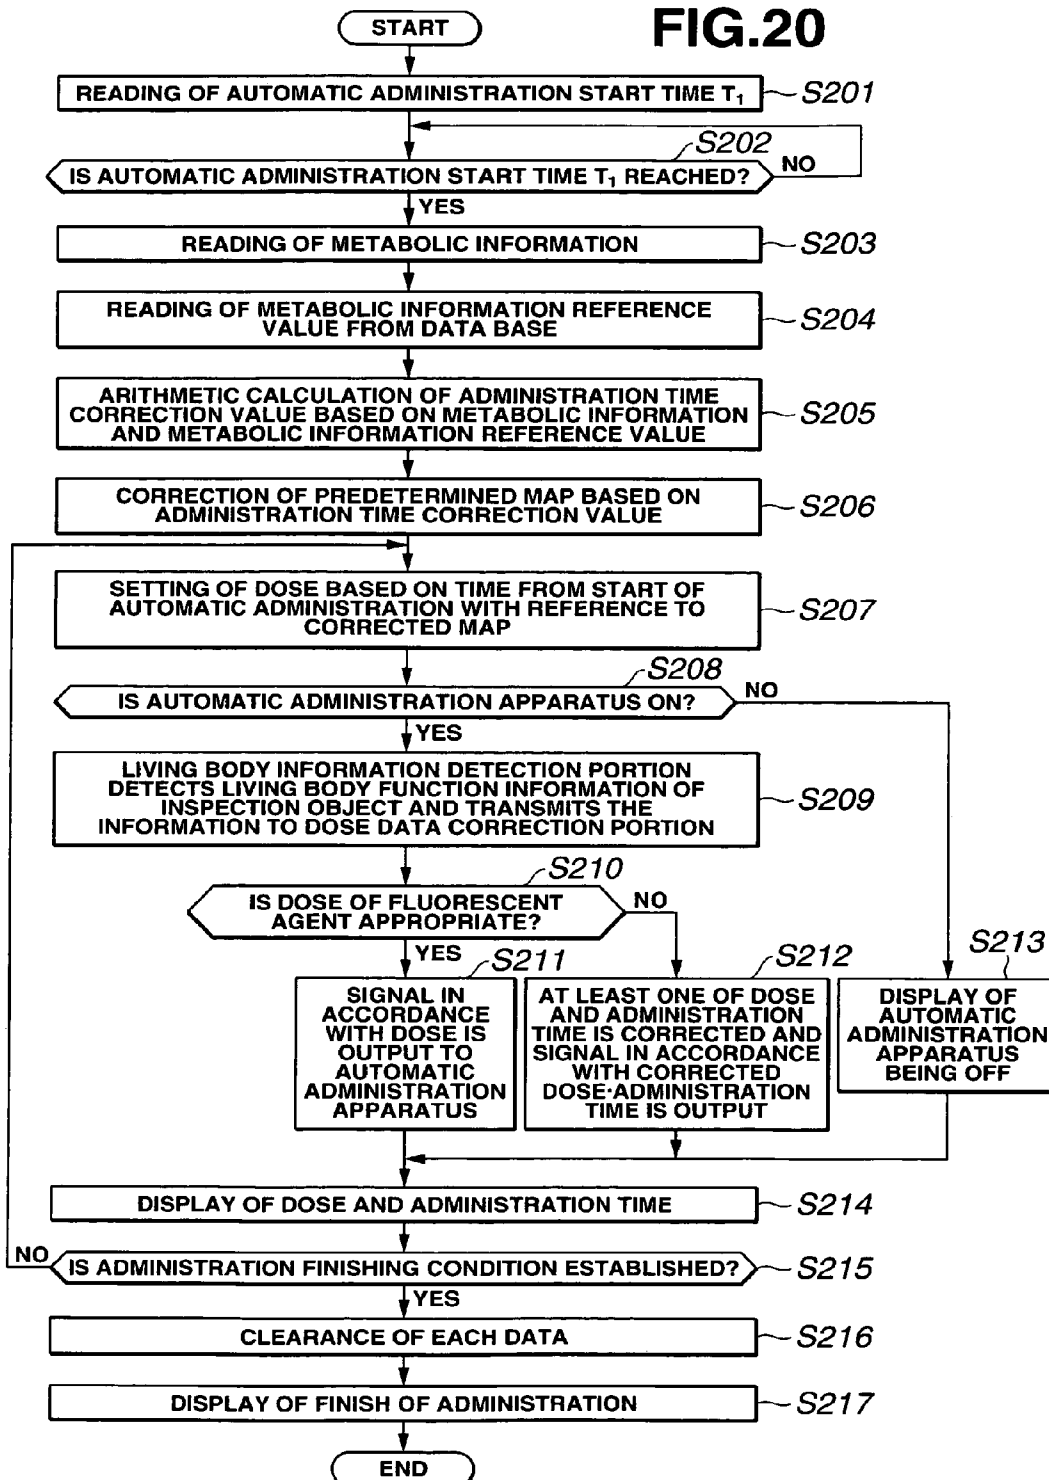 FIG.20
START
READING OF AUTOMATIC ADMINISTRATION START TIME T1
S201
S202
IS AUTOMATIC ADMINISTRATION START TIME T1 REACHED?
NO
YES
READING OF METABOLIC INFORMATION
S203
READING OF METABOLIC INFORMATION REFERENCE
VALUE FROM DATA BASE
S204
ARITHMETIC CALCULATION OF ADMINISTRATION TIME
CORRECTION VALUE BASED ON METABOLIC INFORMATION
AND METABOLIC INFORMATION REFERENCE VALUE
S205
CORRECTION OF PREDETERMINED MAP BASED ON
ADMINISTRATION TIME CORRECTION VALUE
S206
SETTING OF DOSE BASED ON TIME FROM START OF
AUTOMATIC ADMINISTRATION WITH REFERENCE TO
CORRECTED MAP
S207
S208
IS AUTOMATIC ADMINISTRATION APPARATUS ON?
NO
YES
LIVING BODY INFORMATION DETECTION PORTION
DETECTS LIVING BODY FUNCTION INFORMATION OF
INSPECTION OBJECT AND TRANSMITS THE
INFORMATION TO DOSE DATA CORRECTION PORTION
S209
S210
IS DOSE OF FLUORESCENT
AGENT APPROPRIATE?
NO
YES
S211
SIGNAL IN
ACCORDANCE
WITH DOSE IS
OUTPUT TO
AUTOMATIC
ADMINISTRATION
APPARATUS
S212
AT LEAST ONE OF DOSE
AND ADMINISTRATION
TIME IS CORRECTED AND
SIGNAL IN ACCORDANCE
WITH CORRECTED
DOSE·ADMINISTRATION
TIME IS OUTPUT
S213
DISPLAY OF
AUTOMATIC
ADMINISTRATION
APPARATUS
BEING OFF
DISPLAY OF DOSE AND ADMINISTRATION TIME
S214
NO
IS ADMINISTRATION FINISHING CONDITION ESTABLISHED?
S215
YES
CLEARANCE OF EACH DATA
S216
DISPLAY OF FINISH OF ADMINISTRATION
S217
END